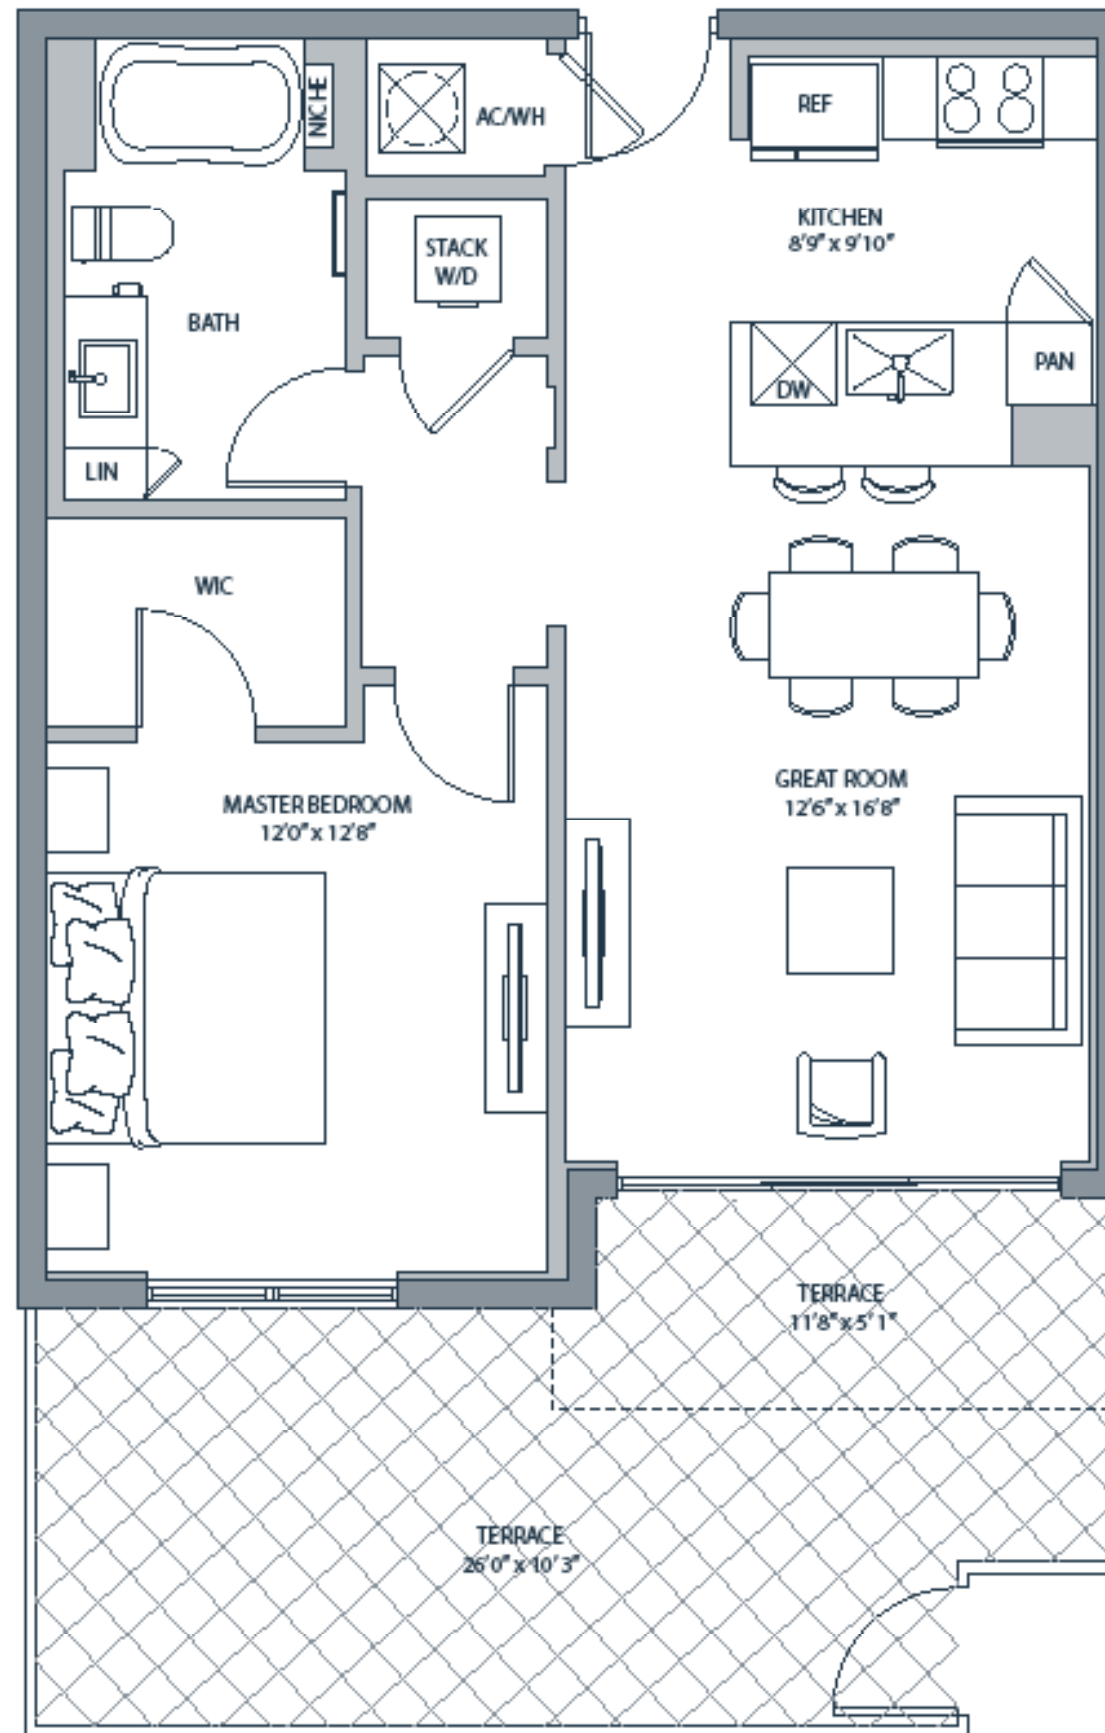 NICHE
AC/WH
REF
KITCHEN
8'9" x 9'10"
STACK
W/D
BATH
PAN
DW
LIN
WIC
GREAT ROOM
12'6" x 16'8"
MASTER BEDROOM
12'0" x 12'8"
TERRACE
11'8" x 5'1"
TERRACE
26'0" x 10'3"